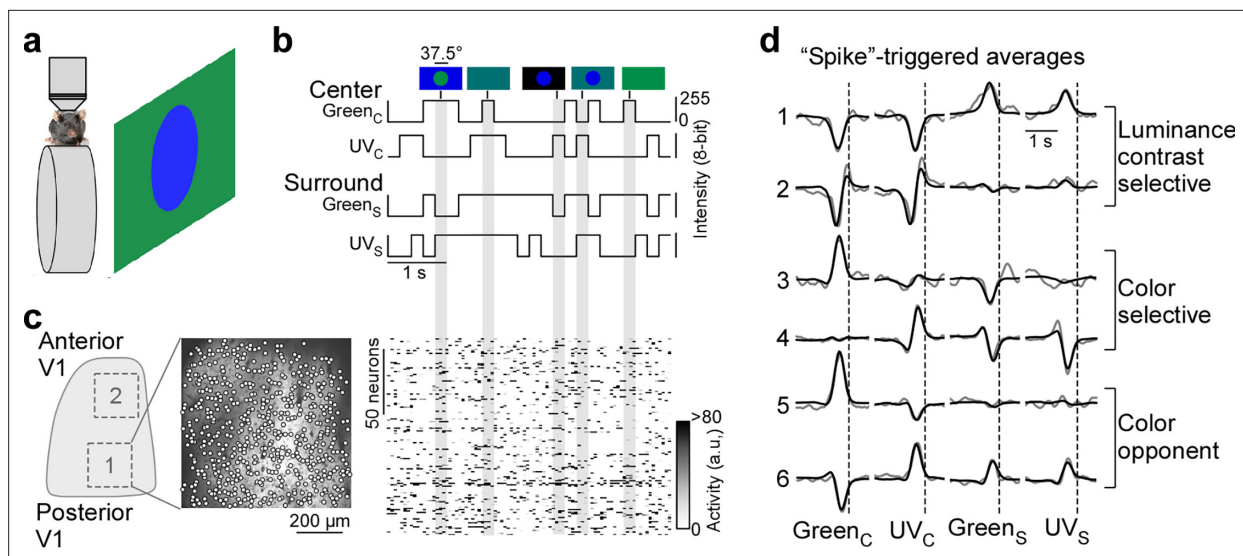 a
b
37.5°
Center
Green_C
255
0
UV_C
Surround
Green_S
UV_S
1 s
Intensity (8-bit)
c
Anterior
V1
2
1
Posterior
V1
200 µm
50 neurons
>80
0
Activity (a.u,)
d
“Spike”-triggered averages
1
1 s
Luminance
contrast
selective
2
3
Color
selective
4
5
Color
opponent
6
Green_C UV_C Green_S UV_S